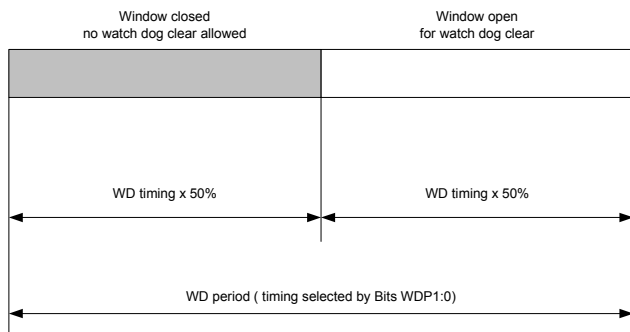 Window closed
no watch dog clear allowed
Window open
for watch dog clear
WD timing x 50%
WD timing x 50%
WD period ( timing selected by Bits WDP1:0)